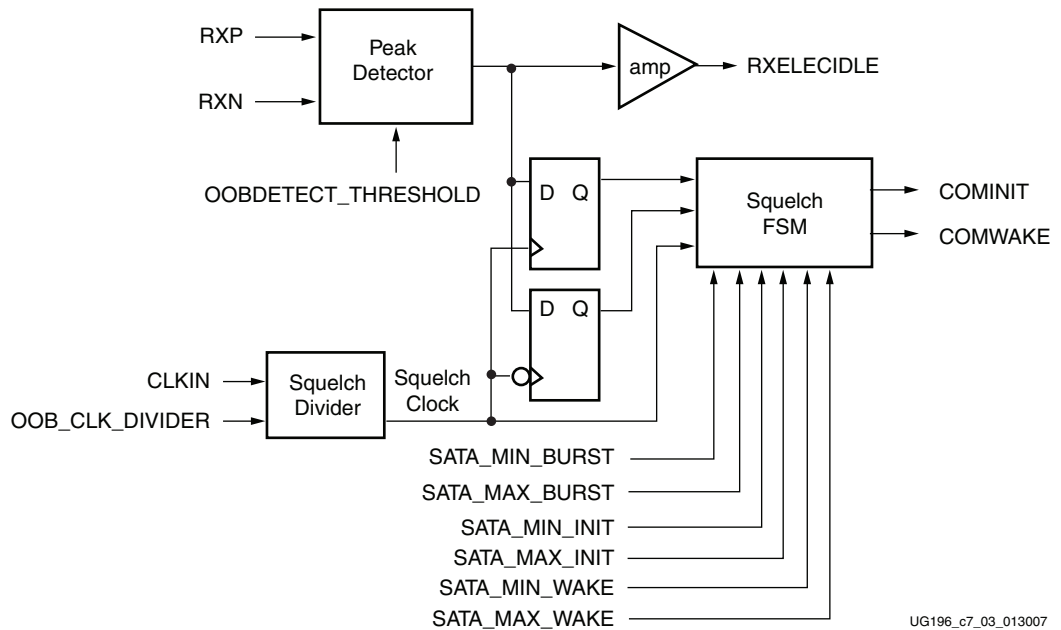 RXP
RXN
Peak
Detector
amp
RXELECIDLE
OOBDETECT_THRESHOLD
D Q
Squelch
FSM
COMINIT
COMWAKE
D Q
CLKIN
OOB_CLK_DIVIDER
Squelch
Divider
Squelch
Clock
SATA_MIN_BURST
SATA_MAX_BURST
SATA_MIN_INIT
SATA_MAX_INIT
SATA_MIN_WAKE
SATA_MAX_WAKE
UG196_c7_03_013007